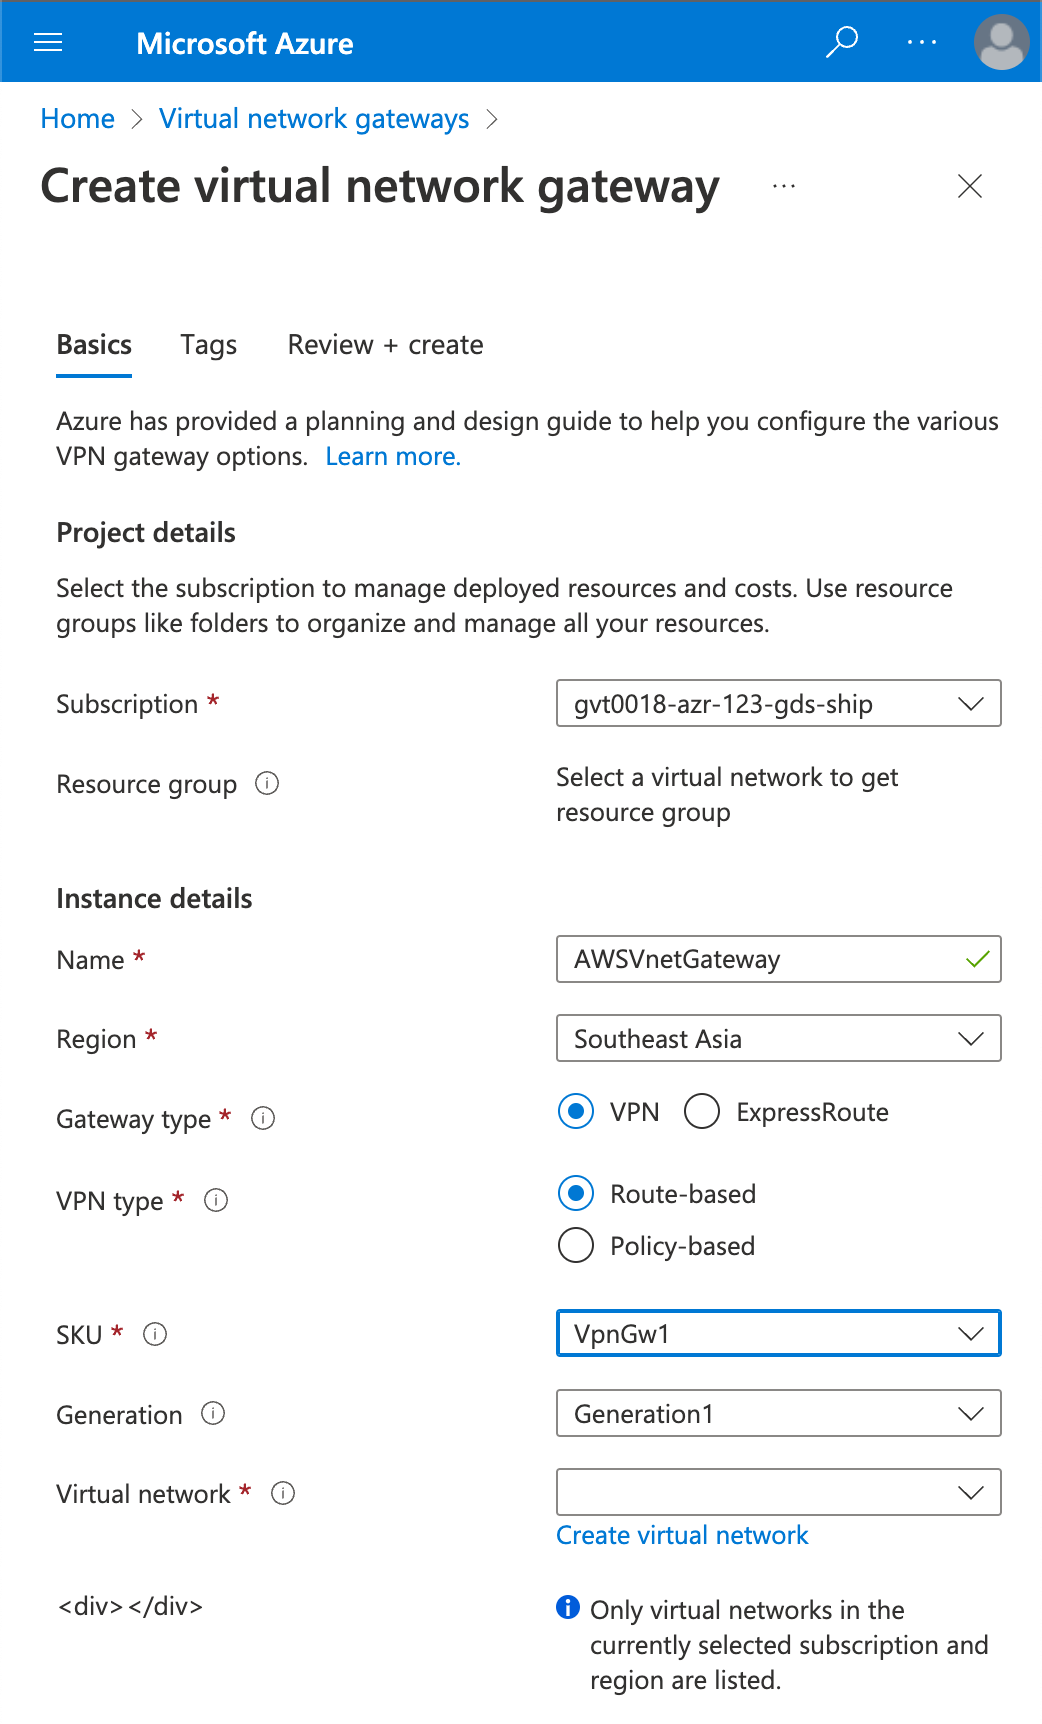 Microsoft Azure
Home > Virtual network gateways >
Create virtual network gateway ...
Basics Tags Review + create
Azure has provided a planning and design guide to help you configure the various
VPN gateway options. Learn more.
Project details
Select the subscription to manage deployed resources and costs. Use resource
groups like folders to organize and manage all your resources.
Subscription * gvt0018-azr-123-gds-ship
Resource group Select a virtual network to get
resource group
Instance details
Name * AWSVnetGateway
Region * Southeast Asia
Gateway type * VPN ExpressRoute
VPN type * Route-based
Policy-based
SKU * VpnGw1
Generation Generation1
Virtual network *
Create virtual network
<div></div> Only virtual networks in the
currently selected subscription and
region are listed.